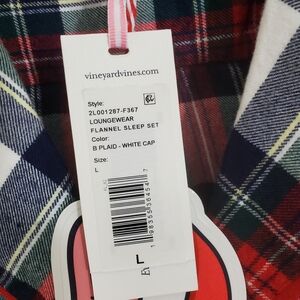 vineyardvines.com
Style:
2L001287-F367
LOUNGEWEAR
FLANNEL SLEEP SET
Color:
B PLAID - WHITE CAP
Size:
L
L